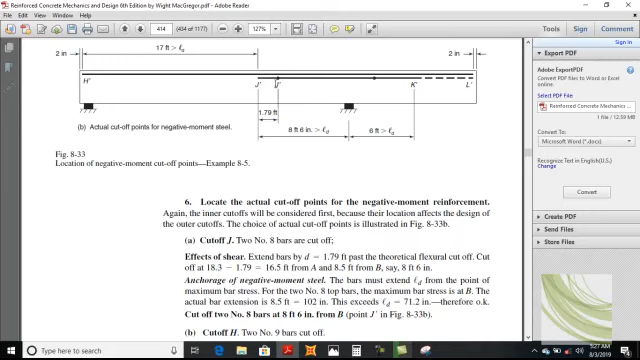 Reinforced Concrete Mechanics and Design 6th Edition by Wight MacGregor.pdf - Adobe Reader
File Edit View Window Help
414 (434 of 1177) 127% Tools Sign Comment
Sign In
Export PDF
Adobe ExportPDF
Convert PDF files to Word or Excel online.
Select PDF File:
Reinforced Concrete Mechanics
1 file / 12.59 MB
Convert To:
Microsoft Word (*.docx)
Recognize Text in English(U.S.)
Change
Convert
Create PDF
Edit PDF
Send Files
Store Files
17 ft > ℓa
2 in
2 in
H'
J'
J'
K'
L'
1.79 ft
8 ft 6 in. > ℓd
6 ft > ℓa
(b) Actual cut-off points for negative-moment steel.
Fig. 8-33
Location of negative-moment cut-off points—Example 8-5.
6. Locate the actual cut-off points for the negative-moment reinforcement.
Again, the inner cutoffs will be considered first, because their location affects the design of
the outer cutoffs. The choice of actual cutoff points is illustrated in Fig. 8-33b.
(a) Cutoff J. Two No. 8 bars are cut off;
Effects of shear. Extend bars by d = 1.79 ft past the theoretical flexural cut off. Cut
off at 18.3 − 1.79 = 16.5 ft from A and 8.5 ft from B, say, 8 ft 6 in.
Anchorage of negative-moment steel. The bars must extend ℓd from the point of
maximum bar stress. For the two No. 8 top bars, the maximum bar stress is at B. The
actual bar extension is 8.5 ft = 102 in. This exceeds ℓd = 71.2 in.—therefore o.k.
Cut off two No. 8 bars at 8 ft 6 in. from B (point J' in Fig. 8-33b).
(b) Cutoff H. Two No. 9 bars cut off.
Type here to search
5:27 AM
8/3/2019